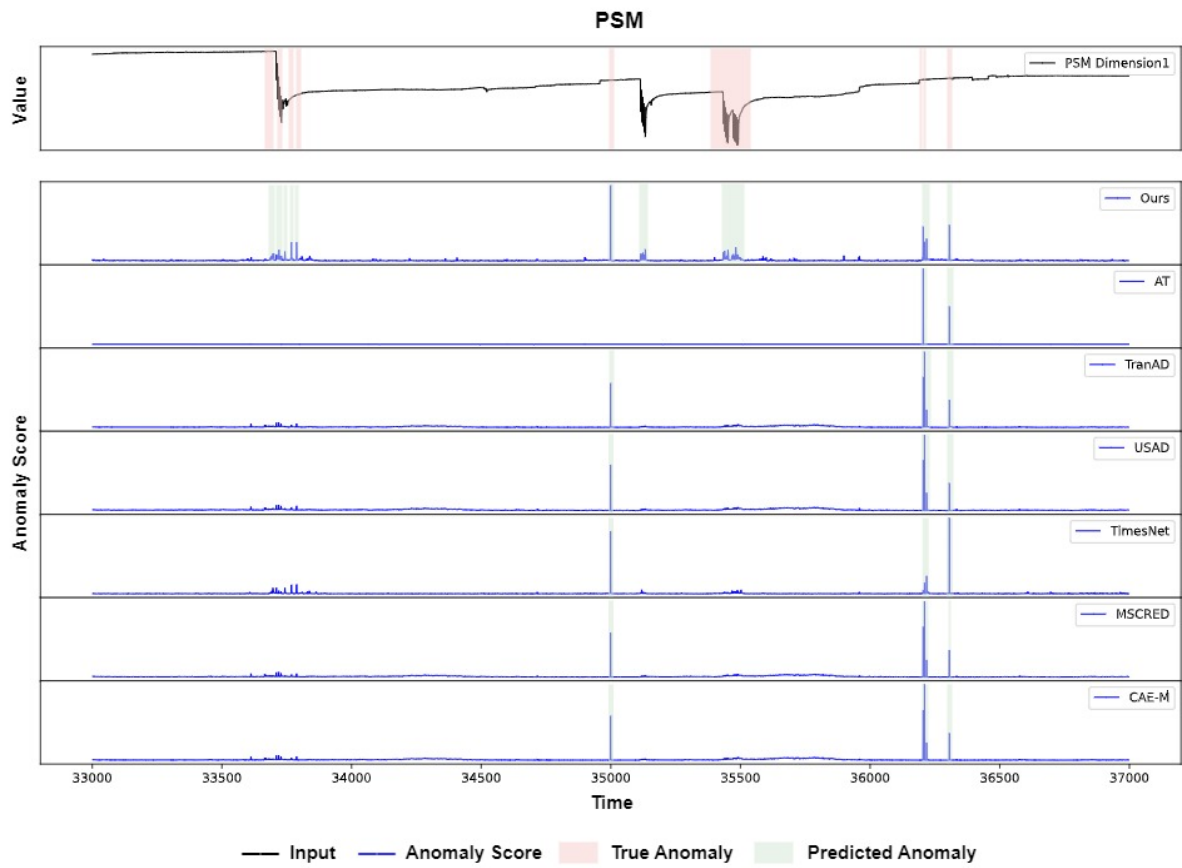 PSM
Value
PSM Dimension1
Anomaly Score
Ours
AT
TranAD
USAD
TimesNet
MSCRED
CAE-M
33000 33500 34000 34500 35000 35500 36000 36500 37000
Time
Input Anomaly Score True Anomaly Predicted Anomaly